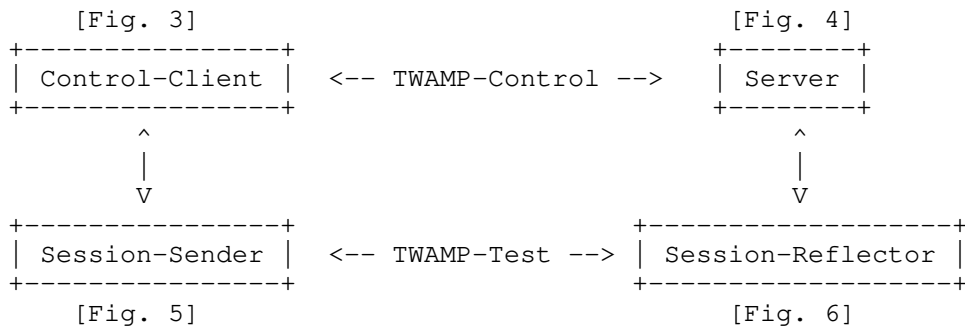 [Fig. 3] [Fig. 4]
+----------------+ +--------+
| Control-Client | <-- TWAMP-Control --> | Server |
+----------------+ +--------+
^ ^
| |
V V
+----------------+ +-------------------+
| Session-Sender | <-- TWAMP-Test --> | Session-Reflector |
+----------------+ +-------------------+
[Fig. 5] [Fig. 6]